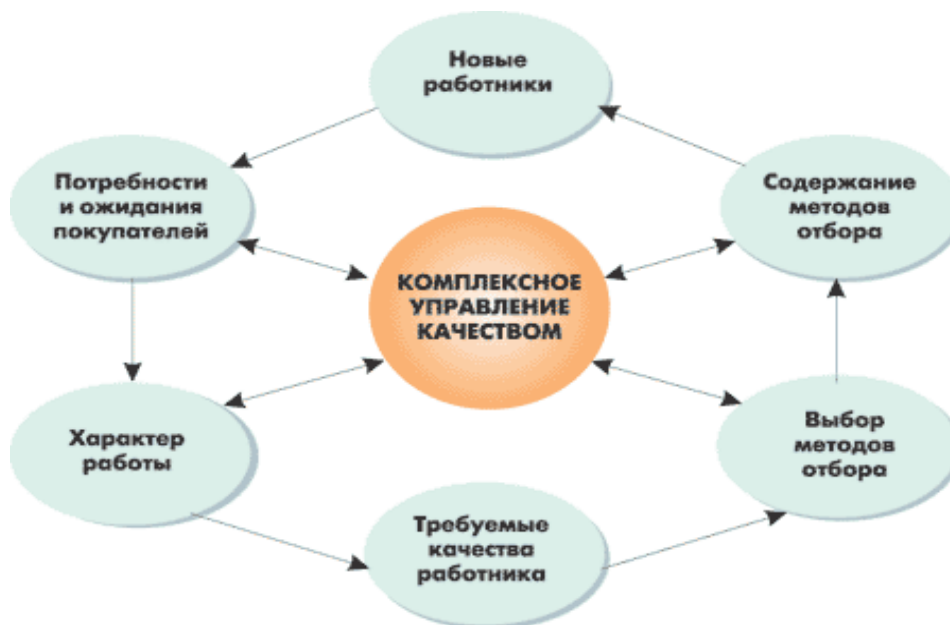 Новые
работники
Потребности
и ожидания
покупателей
Содержание
методов
отбора
КОМПЛЕКСНОЕ
УПРАВЛЕНИЕ
КАЧЕСТВОМ
Характер
работы
Выбор
методов
отбора
Требуемые
качества
работника